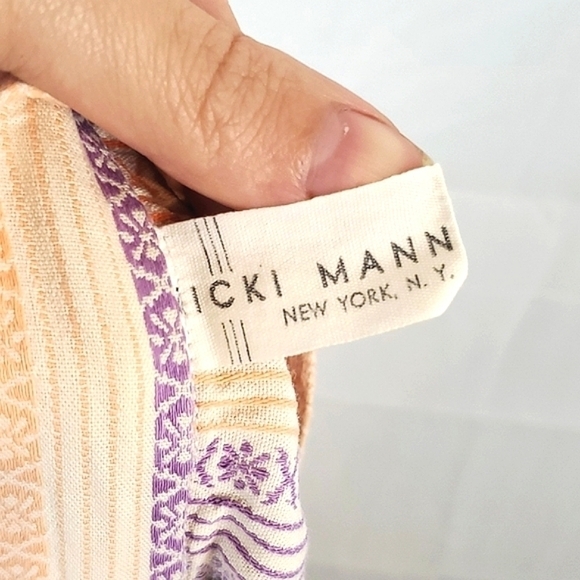 ICKI MANN
NEW YORK, N. Y.